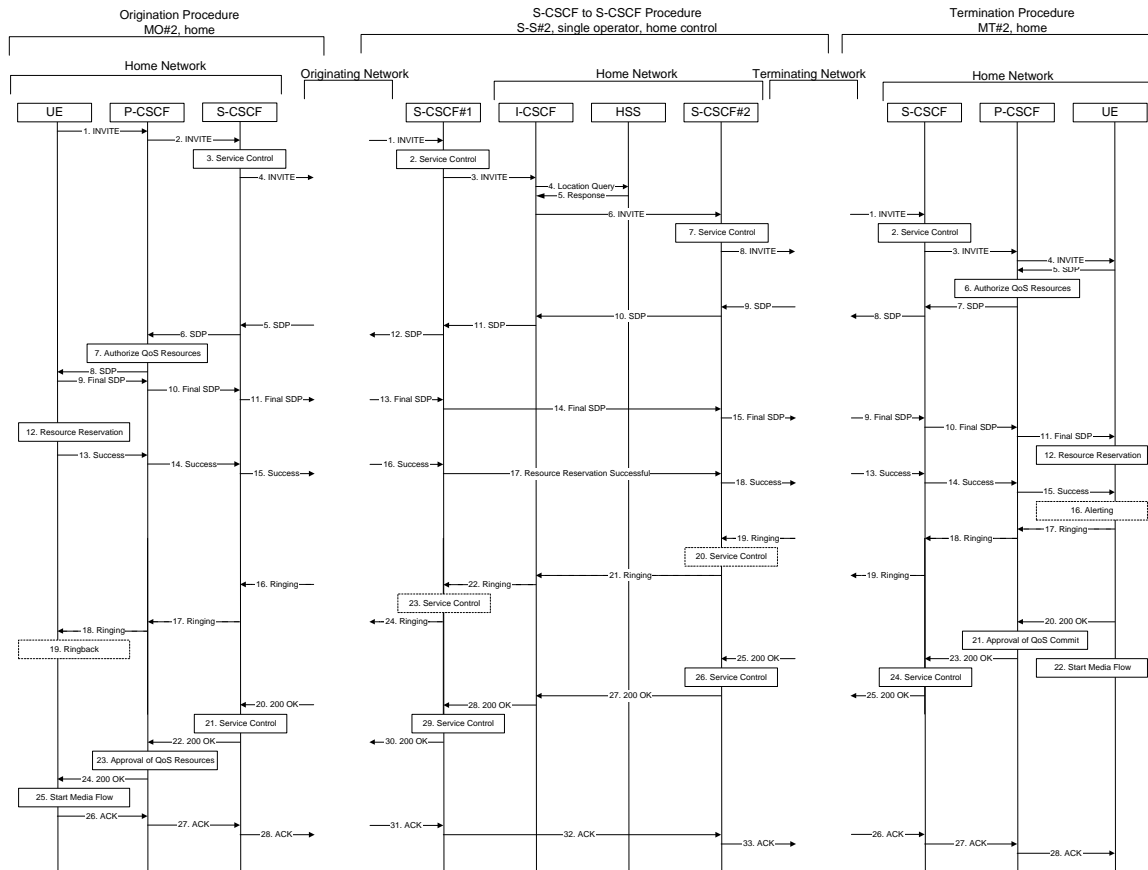 Origination Procedure
MO#2, home
S-CSCF to S-CSCF Procedure
S-S#2, single operator, home control
Termination Procedure
MT#2, home
Home Network
Originating Network
Home Network
Terminating Network
Home Network
UE
P-CSCF
S-CSCF
S-CSCF#1
I-CSCF
HSS
S-CSCF#2
S-CSCF
P-CSCF
UE
1. INVITE
2. INVITE
3. Service Control
4. INVITE
5. SDP
6. SDP
7. Authorize QoS Resources
8. SDP
9. Final SDP
10. Final SDP
11. Final SDP
12. Resource Reservation
13. Success
14. Success
15. Success
16. Ringing
17. Ringing
18. Ringing
19. Ringback
20. 200 OK
21. Service Control
22. 200 OK
23. Approval of QoS Resources
24. 200 OK
25. Start Media Flow
26. ACK
27. ACK
28. ACK
1. INVITE
2. Service Control
3. INVITE
4. Location Query
5. Response
6. INVITE
7. Service Control
8. INVITE
9. SDP
10. SDP
11. SDP
12. SDP
13. Final SDP
14. Final SDP
15. Final SDP
16. Success
17. Resource Reservation Successful
18. Success
19. Ringing
20. Service Control
21. Ringing
22. Ringing
23. Service Control
24. Ringing
25. 200 OK
26. Service Control
27. 200 OK
28. 200 OK
29. Service Control
30. 200 OK
31. ACK
32. ACK
33. ACK
1. INVITE
2. Service Control
3. INVITE
4. INVITE
5. SDP
6. Authorize QoS Resources
7. SDP
8. SDP
9. Final SDP
10. Final SDP
11. Final SDP
12. Resource Reservation
13. Success
14. Success
15. Success
16. Alerting
17. Ringing
18. Ringing
19. Ringing
20. 200 OK
21. Approval of QoS Commit
22. Start Media Flow
23. 200 OK
24. Service Control
25. 200 OK
26. ACK
27. ACK
28. ACK